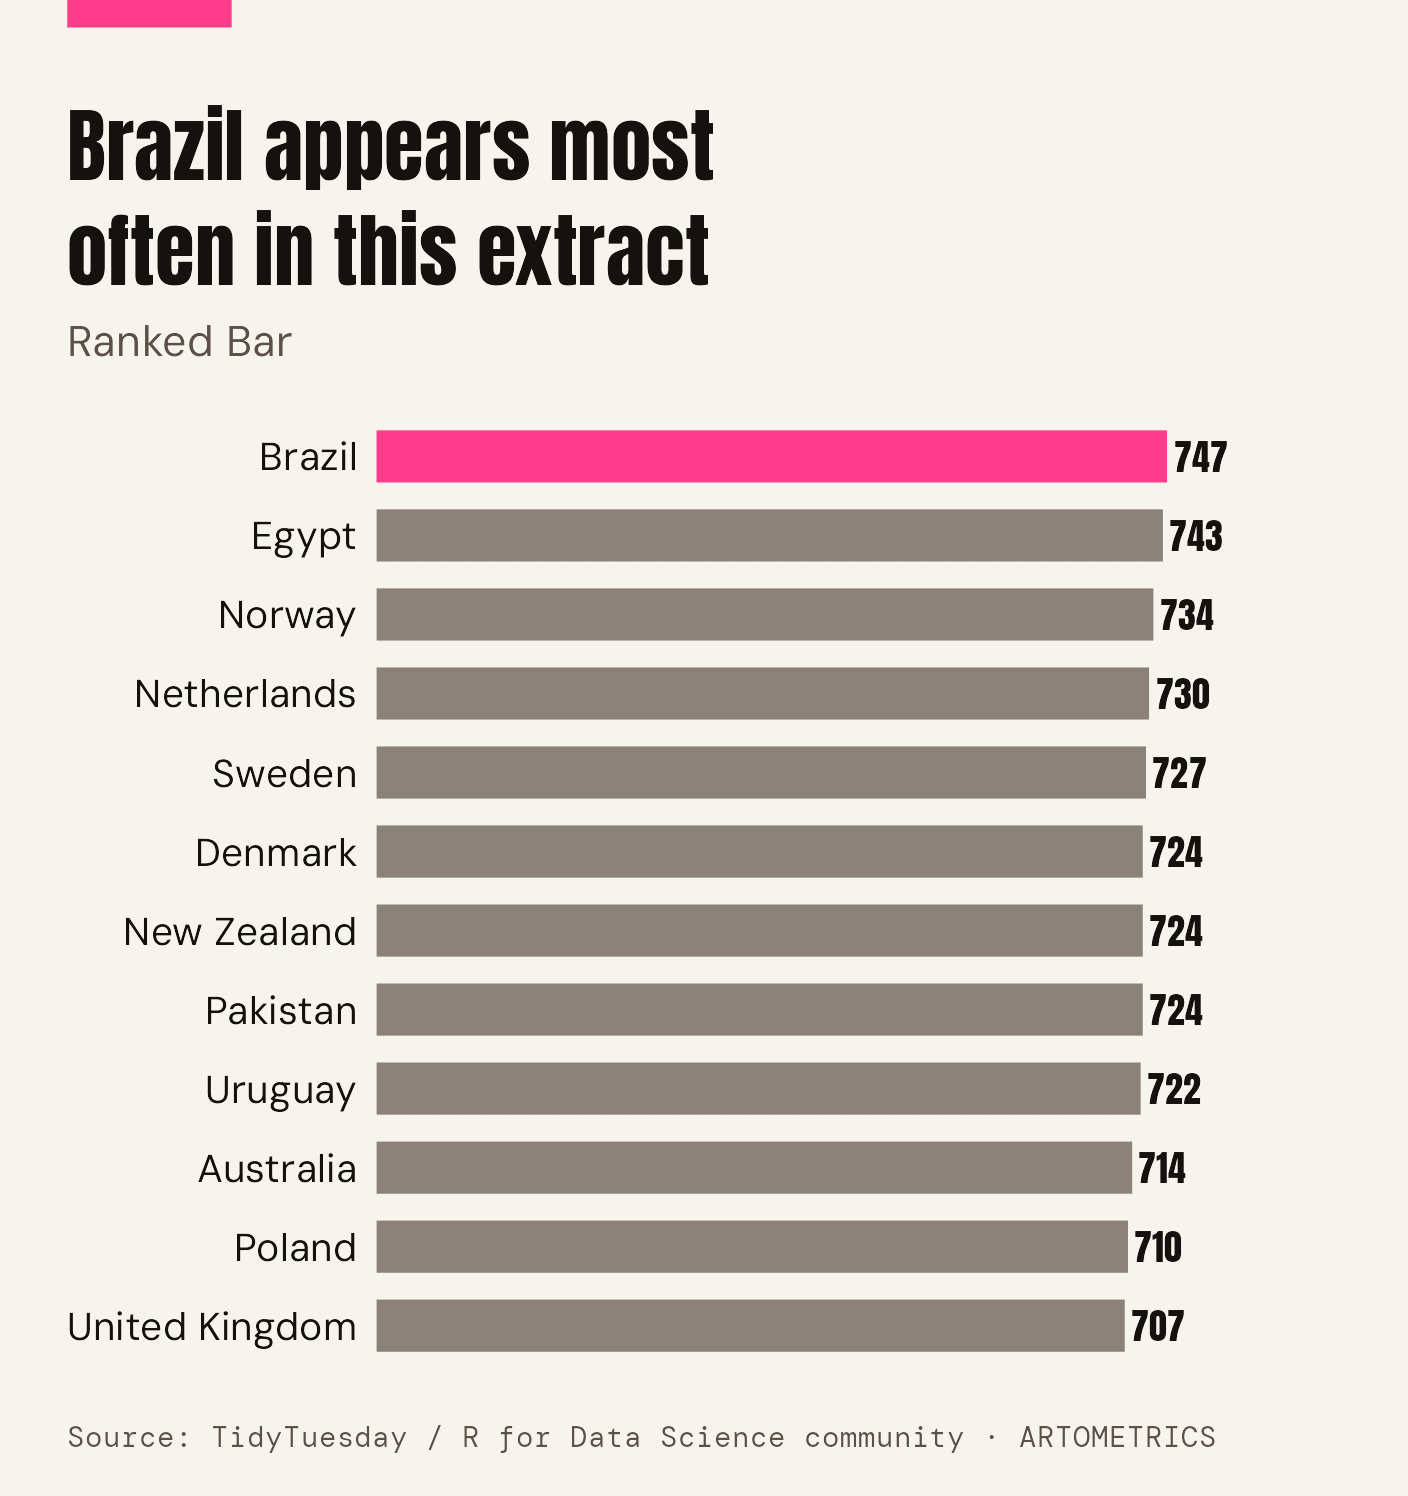 Brazil appears most
often in this extract
Ranked Bar
Brazil 747
Egypt 743
Norway 734
Netherlands 730
Sweden 727
Denmark 724
New Zealand 724
Pakistan 724
Uruguay 722
Australia 714
Poland 710
United Kingdom 707
Source: TidyTuesday / R for Data Science community · ARTOMETRICS